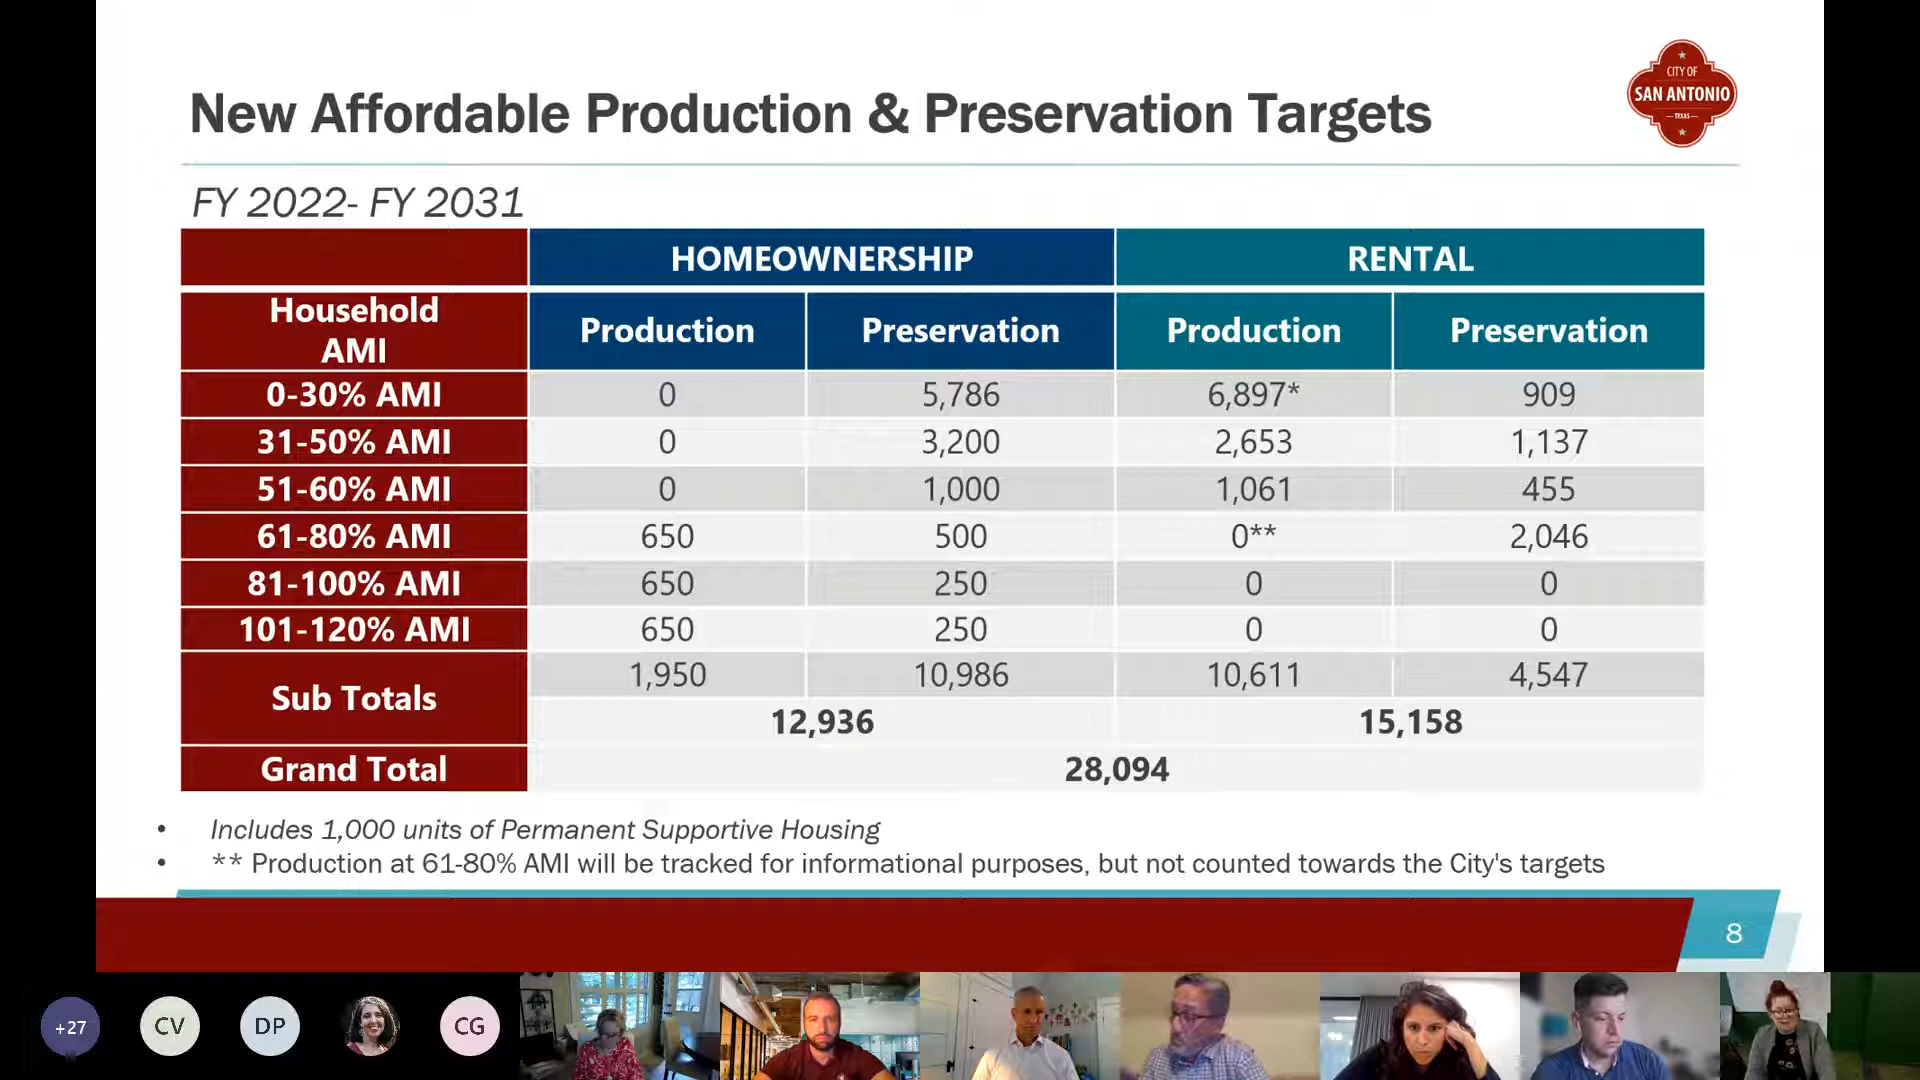 New Affordable Production & Preservation Targets
CITY OF
SAN ANTONIO
TEXAS
FY 2022- FY 2031
HOMEOWNERSHIP RENTAL
Household
AMI
Production Preservation Production Preservation
0-30% AMI 0 5,786 6,897* 909
31-50% AMI 0 3,200 2,653 1,137
51-60% AMI 0 1,000 1,061 455
61-80% AMI 650 500 0** 2,046
81-100% AMI 650 250 0 0
101-120% AMI 650 250 0 0
Sub Totals 1,950 10,986 10,611 4,547
12,936 15,158
Grand Total 28,094
• Includes 1,000 units of Permanent Supportive Housing
• ** Production at 61-80% AMI will be tracked for informational purposes, but not counted towards the City's targets
8
+27 CV DP CG